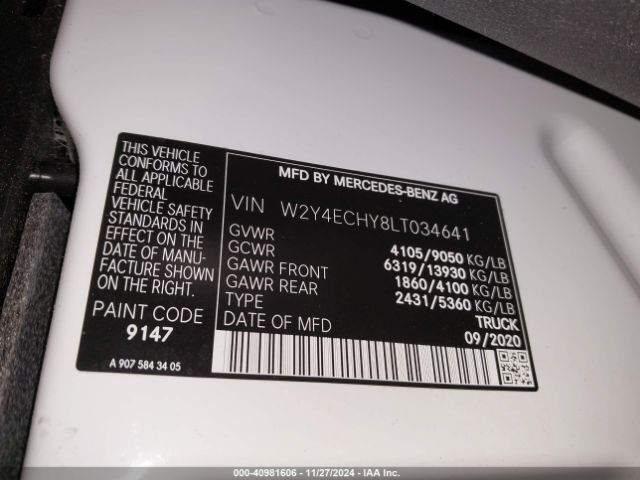 THIS VEHICLE
CONFORMS TO
ALL APPLICABLE
FEDERAL
VEHICLE SAFETY
STANDARDS IN
EFFECT ON THE
DATE OF MANU-
FACTURE SHOWN
ON THE RIGHT.
PAINT CODE
9147
A 907 584 34 05
MFD BY MERCEDES-BENZ AG
VIN W2Y4ECHY8LT034641
GVWR 4105/9050 KG/LB
GCWR 6319/13930 KG/LB
GAWR FRONT 1860/4100 KG/LB
GAWR REAR 2431/5360 KG/LB
TYPE TRUCK
DATE OF MFD 09/2020
000-40981606 - 11/27/2024 - IAAI.COM